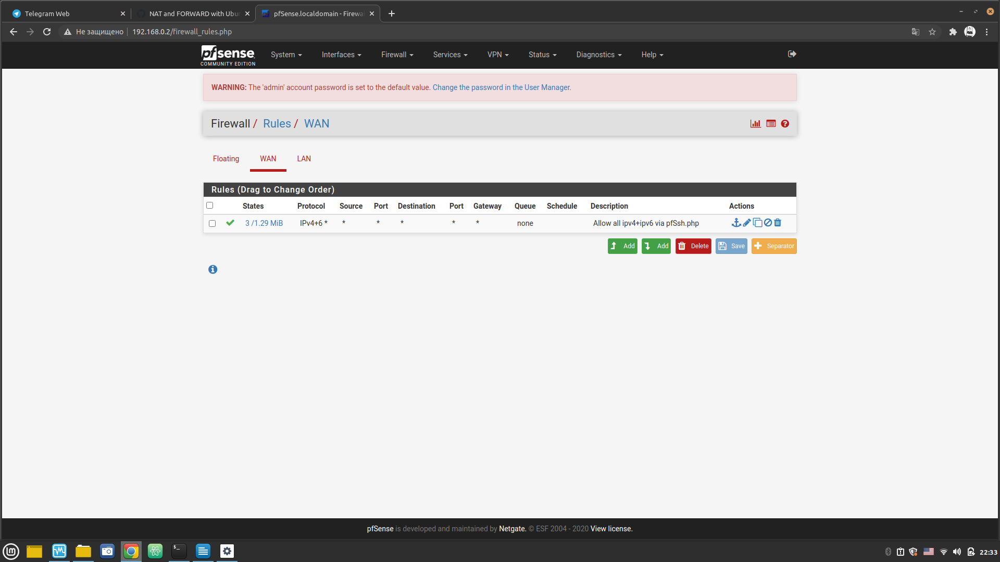 Telegram Web
NAT and FORWARD with Ubu
pfSense.localdomain - Firewa
Не защищено
192.168.0.2/firewall_rules.php
pfsense
COMMUNITY EDITION
System
Interfaces
Firewall
Services
VPN
Status
Diagnostics
Help
WARNING: The 'admin' account password is set to the default value. Change the password in the User Manager.
Firewall / Rules / WAN
Floating
WAN
LAN
Rules (Drag to Change Order)
States Protocol Source Port Destination Port Gateway Queue Schedule Description Actions
3 /1.29 MiB IPv4+6 * * * * * * none Allow all ipv4+ipv6 via pfSsh.php
Add
Add
Delete
Save
Separator
pfSense is developed and maintained by Netgate. © ESF 2004 - 2020 View license.
22:33